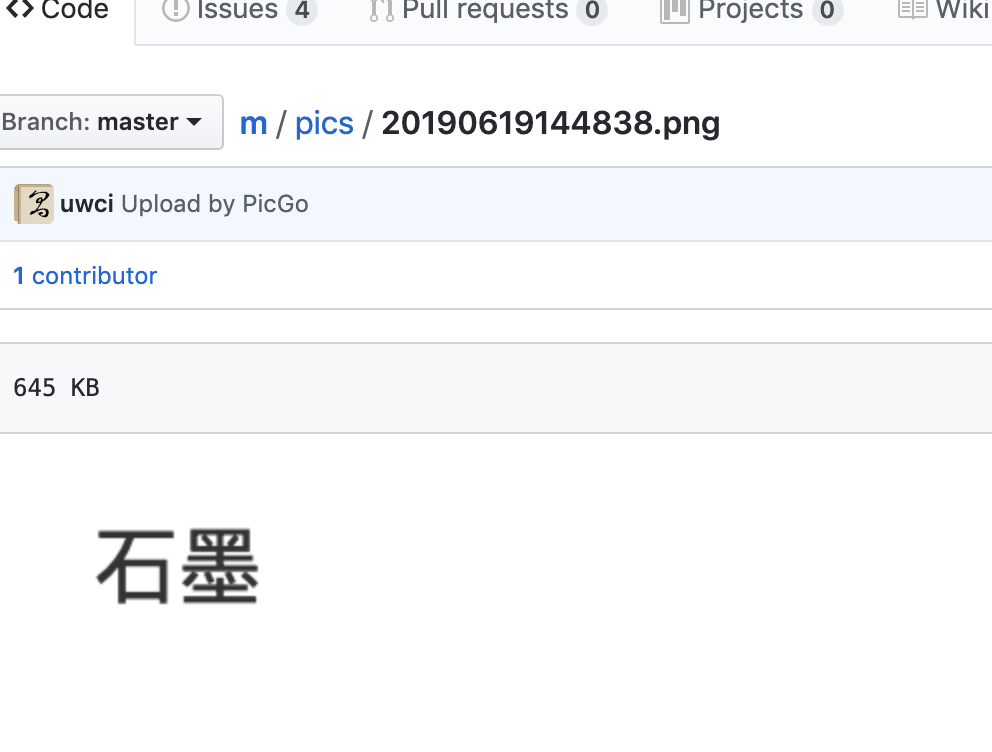 Code Issues 4 Pull requests 0 Projects 0 Wiki
Branch: master m / pics / 20190619144838.png
uwci Upload by PicGo
1 contributor
645 KB
石墨